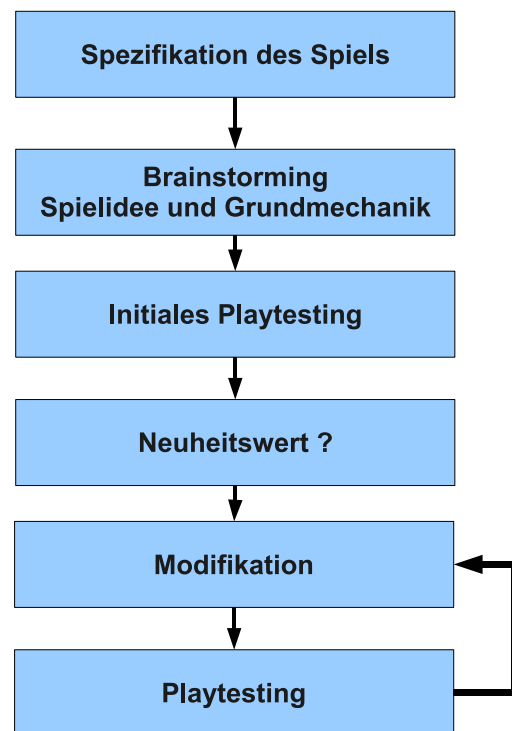 Spezifikation des Spiels
Brainstorming
Spielidee und Grundmechanik
Initiales Playtesting
Neuheitswert ?
Modifikation
Playtesting